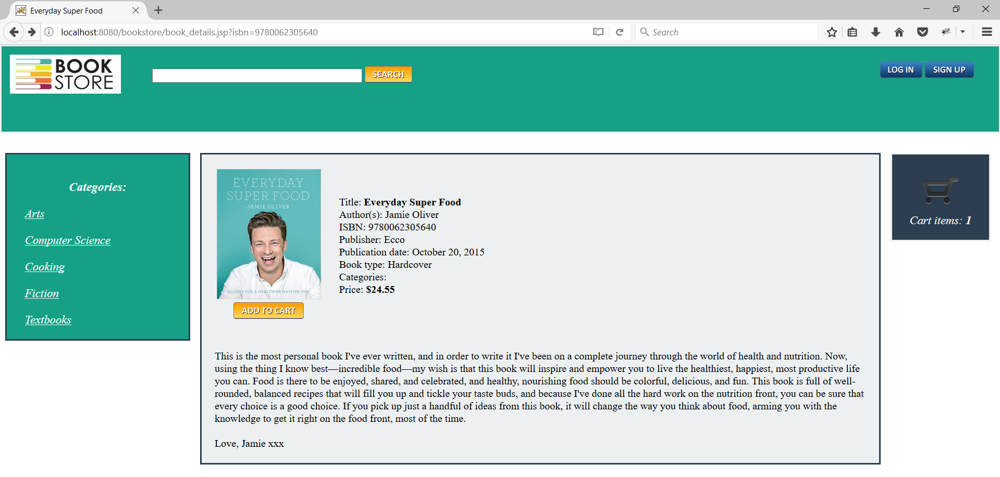 Everyday Super Food
localhost:8080/bookstore/book_details.jsp?isbn=9780062305640
Search
BOOK
STORE
SEARCH
LOG IN
SIGN UP
Categories:
Arts
Computer Science
Cooking
Fiction
Textbooks
EVERYDAY
SUPER FOOD
JAMIE OLIVER
RECIPES FOR A HEALTHIER HAPPIER YOU
ADD TO CART
Title: Everyday Super Food
Author(s): Jamie Oliver
ISBN: 9780062305640
Publisher: Ecco
Publication date: October 20, 2015
Book type: Hardcover
Categories:
Price: $24.55
This is the most personal book I've ever written, and in order to write it I've been on a complete journey through the world of health and nutrition. Now,
using the thing I know best—incredible food—my wish is that this book will inspire and empower you to live the healthiest, happiest, most productive life
you can. Food is there to be enjoyed, shared, and celebrated, and healthy, nourishing food should be colorful, delicious, and fun. This book is full of well-
rounded, balanced recipes that will fill you up and tickle your taste buds, and because I've done all the hard work on the nutrition front, you can be sure that
every choice is a good choice. If you pick up just a handful of ideas from this book, it will change the way you think about food, arming you with the
knowledge to get it right on the food front, most of the time.
Love, Jamie xxx
Cart items: 1